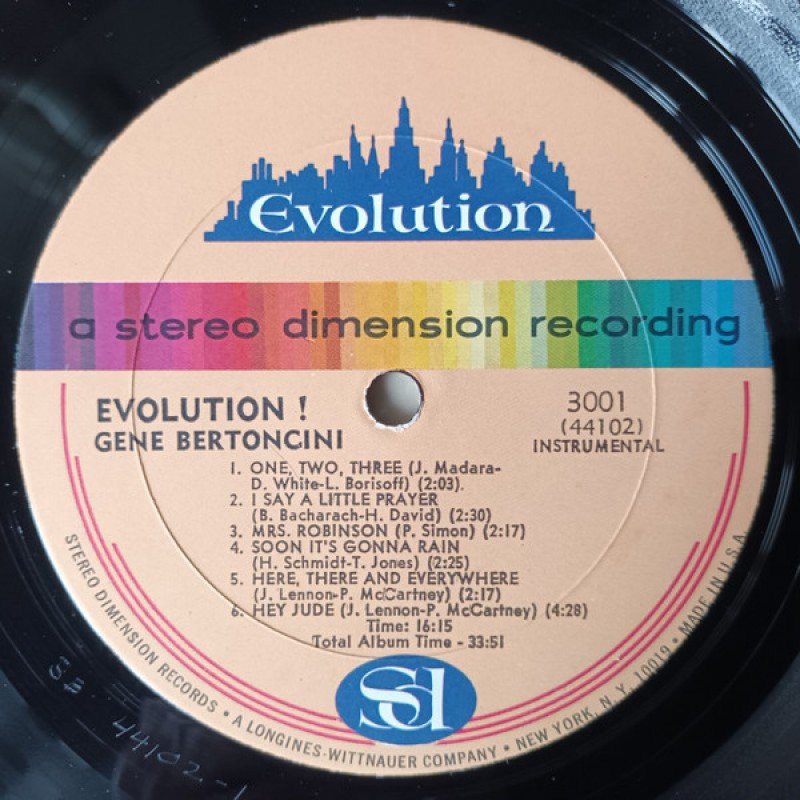 Evolution
a stereo dimension recording
EVOLUTION !
GENE BERTONCINI
3001
(44102)
INSTRUMENTAL
1. ONE, TWO, THREE (J. Madara-
D. White-L. Borisoff) (2:03).
2. I SAY A LITTLE PRAYER
(B. Bacharach-H. David) (2:30)
3. MRS. ROBINSON (P. Simon) (2:17)
4. SOON IT'S GONNA RAIN
(H. Schmidt-T. Jones) (2:25)
5. HERE, THERE AND EVERYWHERE
(J. Lennon-P. McCartney) (2:17)
6. HEY JUDE (J. Lennon-P. McCartney) (4:28)
Time: 16:15
Total Album Time - 33:51
Sd
STEREO DIMENSION RECORDS • A LONGINES-WITTNAUER COMPANY • NEW YORK, N. Y. 10019 • MADE IN U.S.A.
44102-1